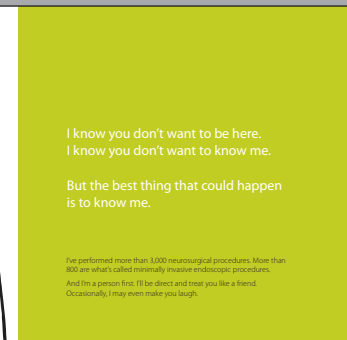 I know you don't want to be here.
I know you don't want to know me.
But the best thing that could happen
is to know me.
I've performed more than 3,000 neurosurgical procedures. More than
800 are what's called minimally invasive endoscopic procedures.
And I'm a person first. I'll be direct and treat you like a friend.
Occasionally, I may even make you laugh.